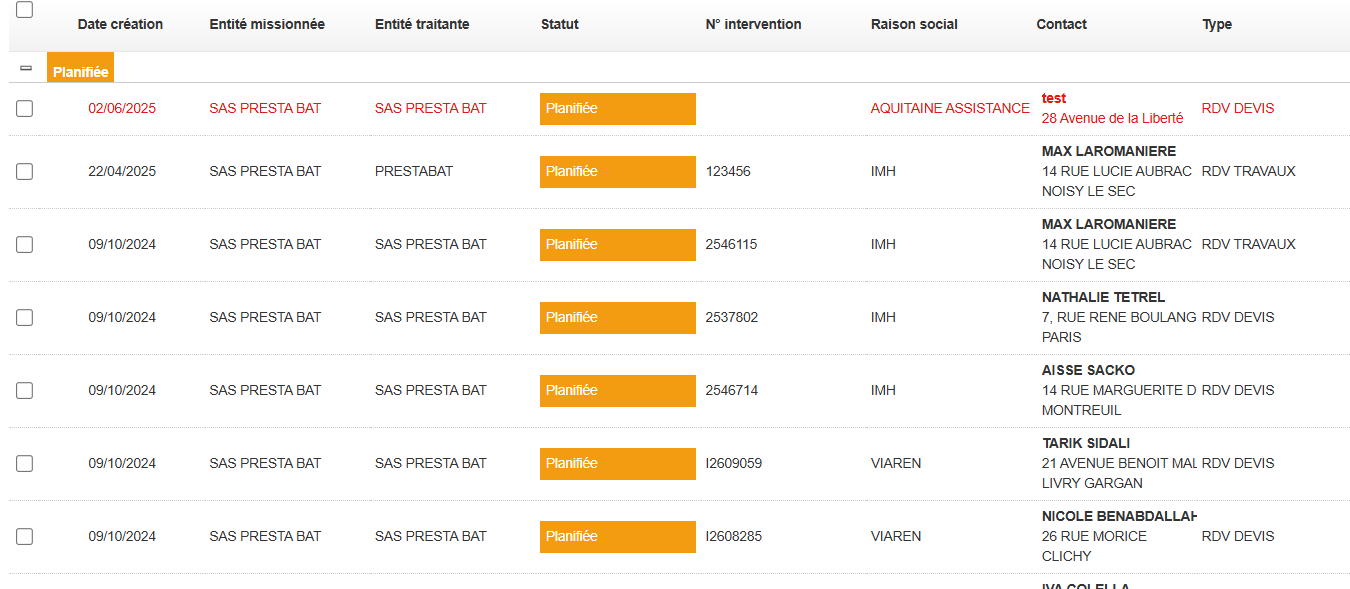 Date création Entité missionnée Entité traitante Statut N° intervention Raison social Contact Type
Planifiée
02/06/2025 SAS PRESTA BAT SAS PRESTA BAT Planifiée AQUITAINE ASSISTANCE test RDV DEVIS
28 Avenue de la Liberté
22/04/2025 SAS PRESTA BAT PRESTABAT Planifiée 123456 IMH MAX LAROMANIERE RDV TRAVAUX
14 RUE LUCIE AUBRAC
NOISY LE SEC
09/10/2024 SAS PRESTA BAT SAS PRESTA BAT Planifiée 2546115 IMH MAX LAROMANIERE RDV TRAVAUX
14 RUE LUCIE AUBRAC
NOISY LE SEC
09/10/2024 SAS PRESTA BAT SAS PRESTA BAT Planifiée 2537802 IMH NATHALIE TETREL RDV DEVIS
7, RUE RENE BOULANG
PARIS
09/10/2024 SAS PRESTA BAT SAS PRESTA BAT Planifiée 2546714 IMH AISSE SACKO RDV DEVIS
14 RUE MARGUERITE D
MONTREUIL
09/10/2024 SAS PRESTA BAT SAS PRESTA BAT Planifiée I2609059 VIAREN TARIK SIDALI RDV DEVIS
21 AVENUE BENOIT MAL
LIVRY GARGAN
09/10/2024 SAS PRESTA BAT SAS PRESTA BAT Planifiée I2608285 VIAREN NICOLE BENABDALLAH RDV DEVIS
26 RUE MORICE
CLICHY
IVA COLELLA